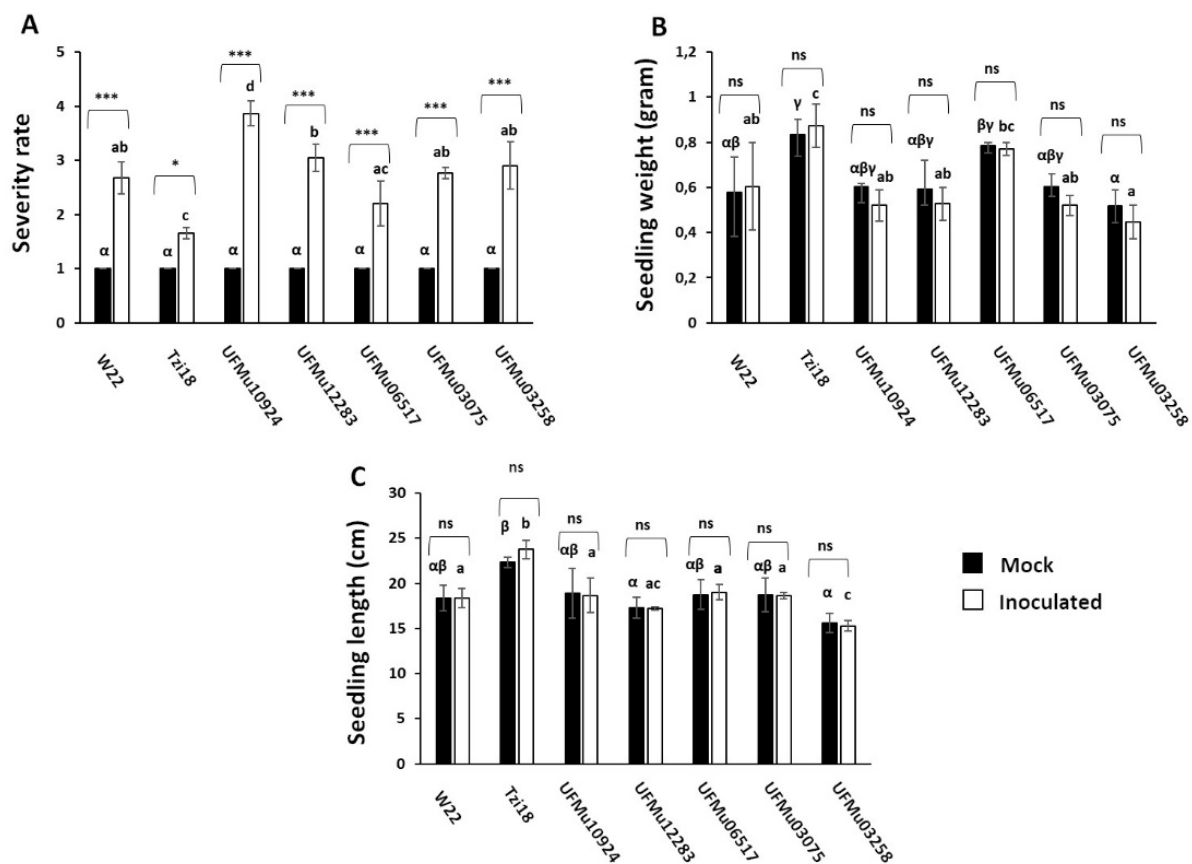 A
Severity rate
5
4
3
2
1
0
*** * *** *** *** *** ***
ab c d b ac ab ab
α α α α α α α
W22 Tzi18 UFMu10924 UFMu12283 UFMu06517 UFMu03075 UFMu03258
B
Seedling weight (gram)
1,2
1
0,8
0,6
0,4
0,2
0
ns ns ns ns ns ns ns
αβ ab γ c αβγ ab αβγ ab βγ bc αβγ ab α a
W22 Tzi18 UFMu10924 UFMu12283 UFMu06517 UFMu03075 UFMu03258
C
Seedling length (cm)
30
25
20
15
10
5
0
ns ns ns ns ns ns ns
αβ a β b αβ a α ac αβ a αβ a α c
W22 Tzi18 UFMu10924 UFMu12283 UFMu06517 UFMu03075 UFMu03258
Mock
Inoculated